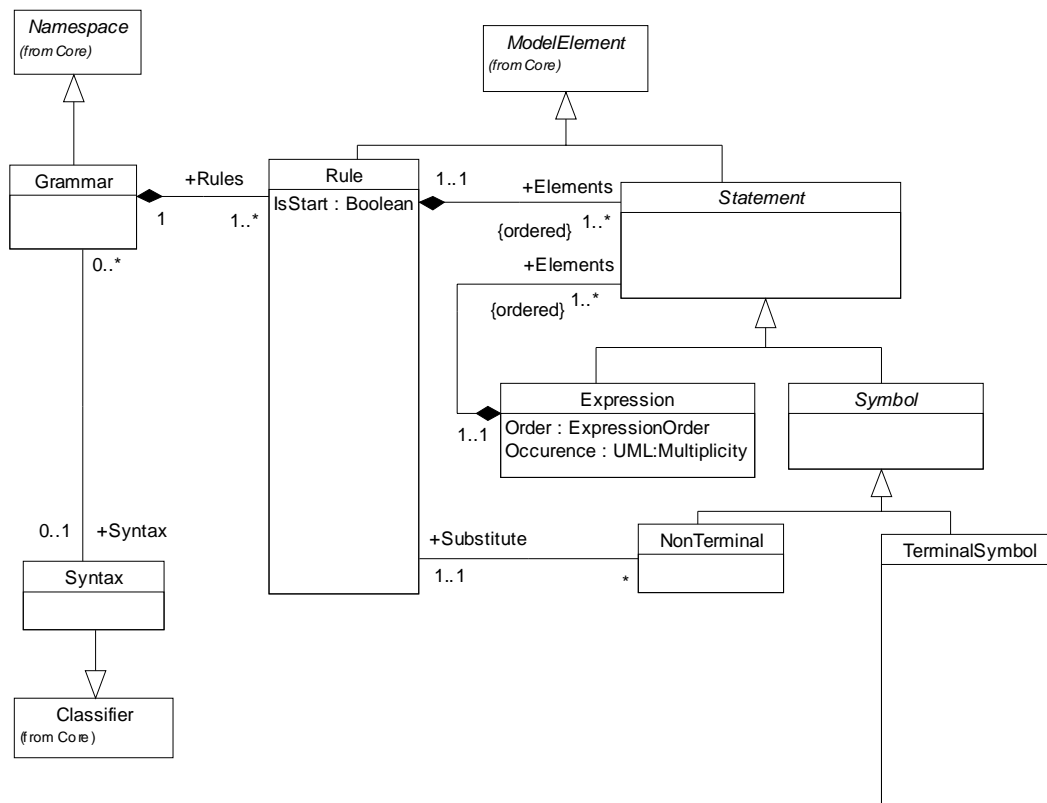 Namespace
(from Core)
ModelElement
(from Core)
Grammar
+Rules
1
1..*
0..*
Rule
IsStart : Boolean
1..1
+Elements
{ordered}
1..*
Statement
+Elements
{ordered}
1..*
Expression
Order : ExpressionOrder
Occurence : UML:Multiplicity
1..1
Symbol
+Substitute
1..1
*
NonTerminal
TerminalSymbol
0..1
+Syntax
Syntax
Classifier
(from Core)